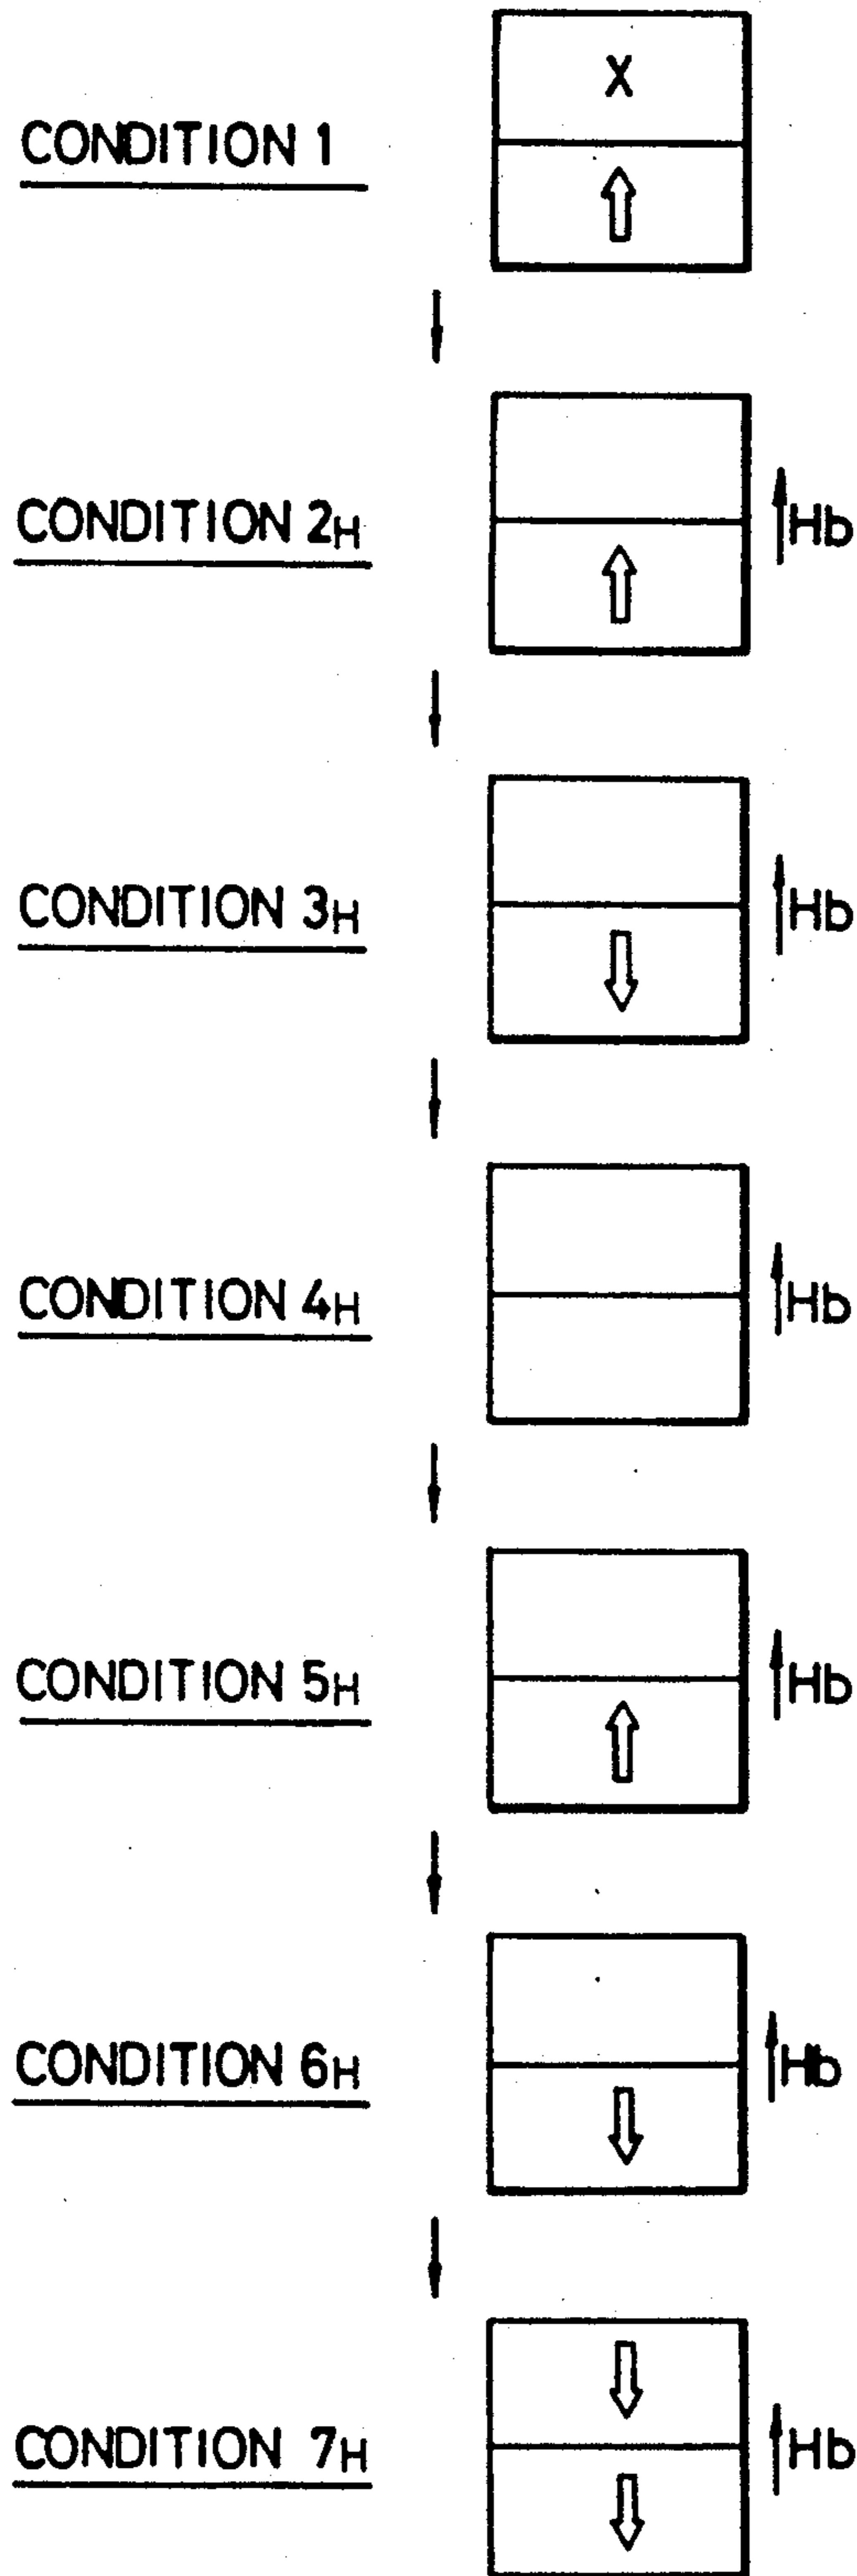 X
CONDITION 1
CONDITION 2H
Hb
CONDITION 3H
Hb
CONDITION 4H
Hb
CONDITION 5H
Hb
CONDITION 6H
Hb
CONDITION 7H
Hb